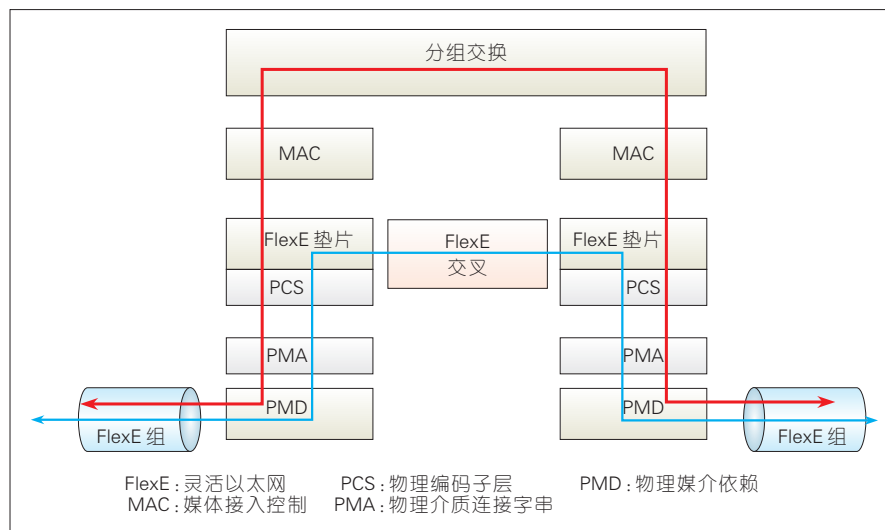 分组交换
MAC
MAC
FlexE 垫片
FlexE
交叉
FlexE 垫片
PCS
PCS
PMA
PMA
PMD
PMD
FlexE 组
FlexE 组
FlexE：灵活以太网 PCS：物理编码子层 PMD：物理媒介依赖
MAC：媒体接入控制 PMA：物理介质连接字串